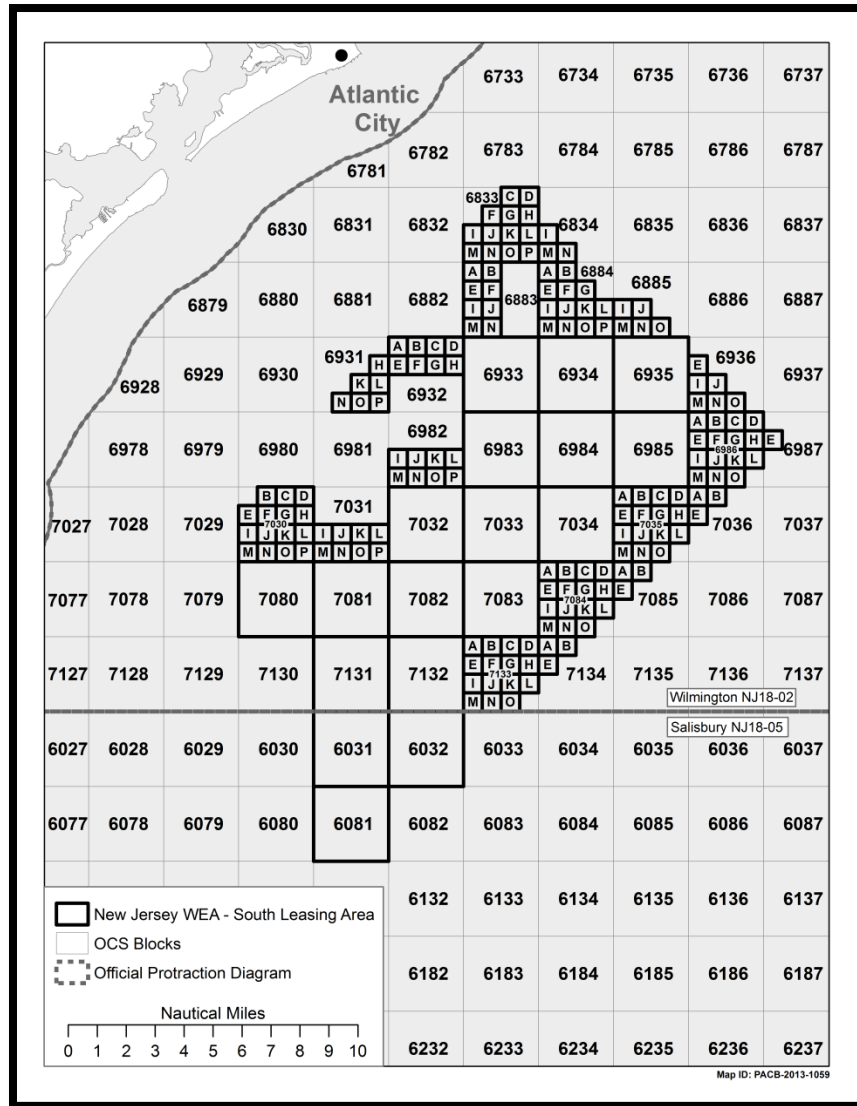 6733 6734 6735 6736 6737
Atlantic
City
6781 6782 6783 6784 6785 6786 6787
6830 6831 6832 6833 C D 6834 6835 6836 6837
F G H
I J K L I
M N O P M N
6879 6880 6881 6882 A B 6883 A B 6884 6885 6886 6887
E F E F G
I J I J K L I J
M N M N O P M N O
6928 6929 6930 6931 A B C D 6933 6934 6935 6936 6937
H E F G H E
K L 6932 I J
N O P M N O
6978 6979 6980 6981 6982 6983 6984 6985 A B C D 6987
E F G H E
6986
I J K L I J K L
M N O P M N O
7027 7028 7029 B C D 7031 7032 7033 7034 A B C D A B 7036 7037
E F G H E F G H E
7030 7035
I J K L I J K L I J K L
M N O P M N O P M N O
7077 7078 7079 7080 7081 7082 7083 A B C D A B 7085 7086 7087
E F G H E
7084
I J K L
M N O
7127 7128 7129 7130 7131 7132 A B C D A B 7134 7135 7136 7137
E F G H E
7133
I J K L
M N O
Wilmington NJ18-02
Salisbury NJ18-05
6027 6028 6029 6030 6031 6032 6033 6034 6035 6036 6037
6077 6078 6079 6080 6081 6082 6083 6084 6085 6086 6087
6132 6133 6134 6135 6136 6137
6182 6183 6184 6185 6186 6187
6232 6233 6234 6235 6236 6237
New Jersey WEA - South Leasing Area
OCS Blocks
Official Protraction Diagram
Nautical Miles
0 1 2 3 4 5 6 7 8 9 10
Map ID: PACB-2013-1059